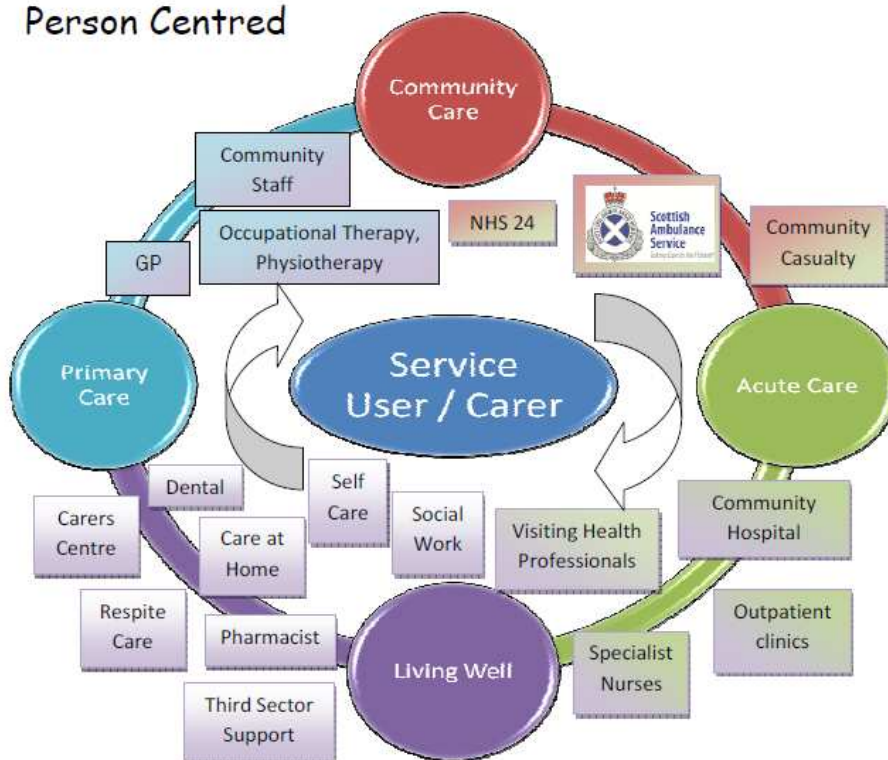 Person Centred
Community
Care
Community
Staff
NHS 24
Scottish
Ambulance
Service
Community
Casualty
Occupational Therapy,
Physiotherapy
GP
Primary
Care
Service
User / Carer
Acute Care
Dental
Self
Care
Social
Work
Community
Hospital
Carers
Centre
Care at
Home
Visiting Health
Professionals
Respite
Care
Pharmacist
Living Well
Specialist
Nurses
Outpatient
clinics
Third Sector
Support